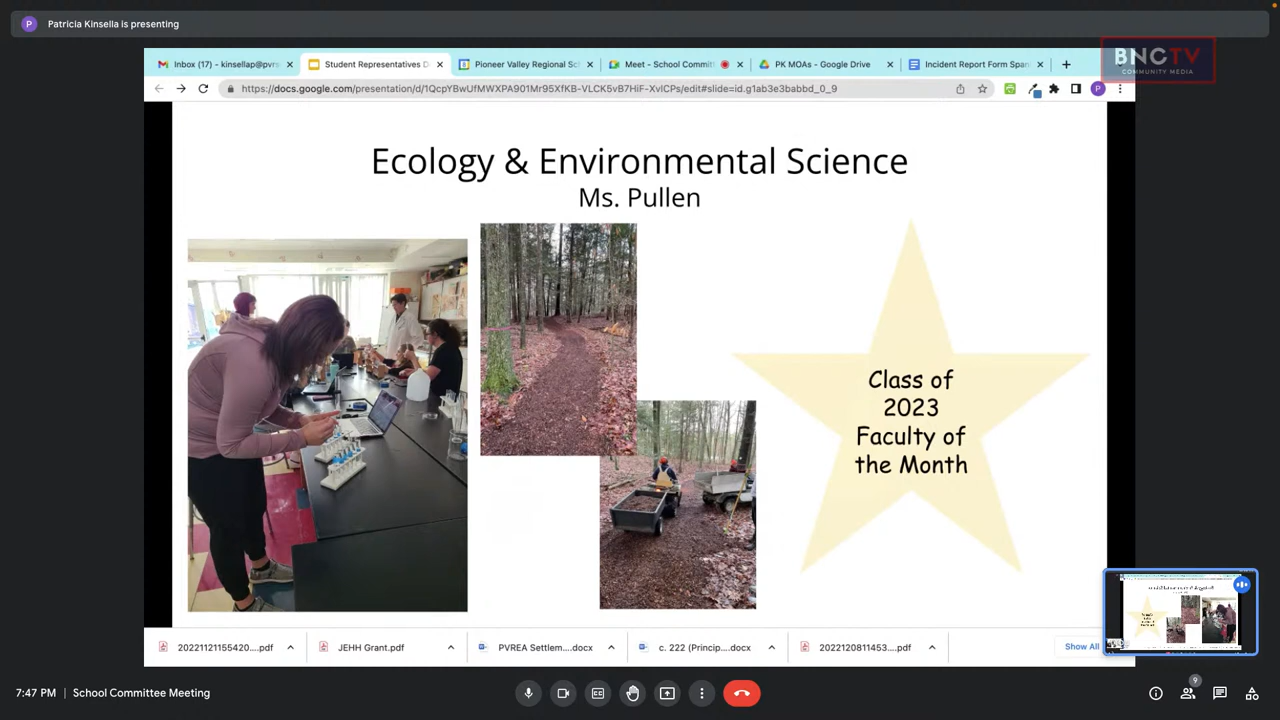 P
Patricia Kinsella is presenting
BNCTV
COMMUNITY MEDIA
Inbox (17) - kinsellap@pvr
Student Representatives D
Pioneer Valley Regional Sc
Meet - School Committ
PK MOAs - Google Drive
Incident Report Form Span
https://docs.google.com/presentation/d/1QcpYBwUfMWXPA901Mr95XfKB-VLCK5vB7HiF-XvlCPs/edit#slide=id.g1ab3e3babbd_0_9
P
Ecology & Environmental Science
Ms. Pullen
Class of
2023
Faculty of
the Month
20221121155420....pdf
JEHH Grant.pdf
PVREA Settlem....docx
c. 222 (Princip....docx
2022120811453....pdf
Show All
7:47 PM | School Committee Meeting
9